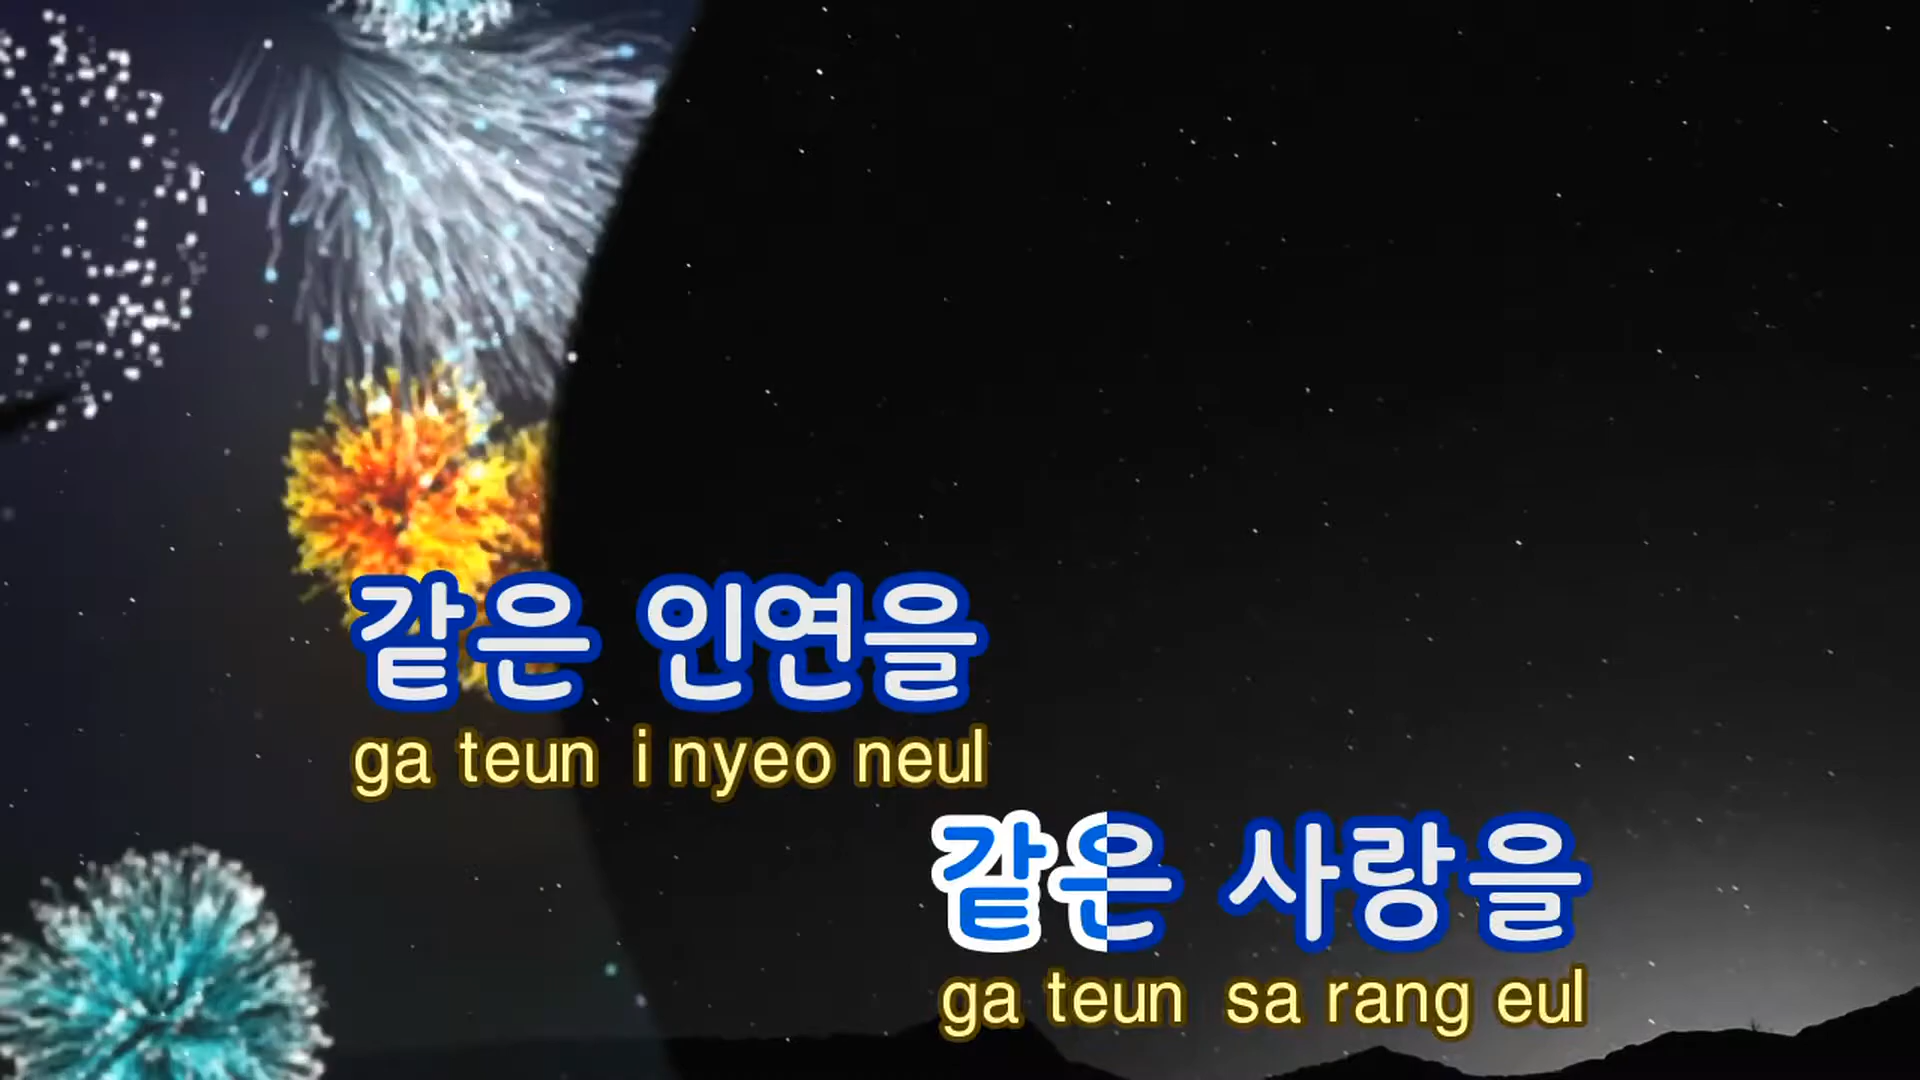 같은 인연을
ga teun i nyeo neul
같은 사랑을
ga teun sa rang eul